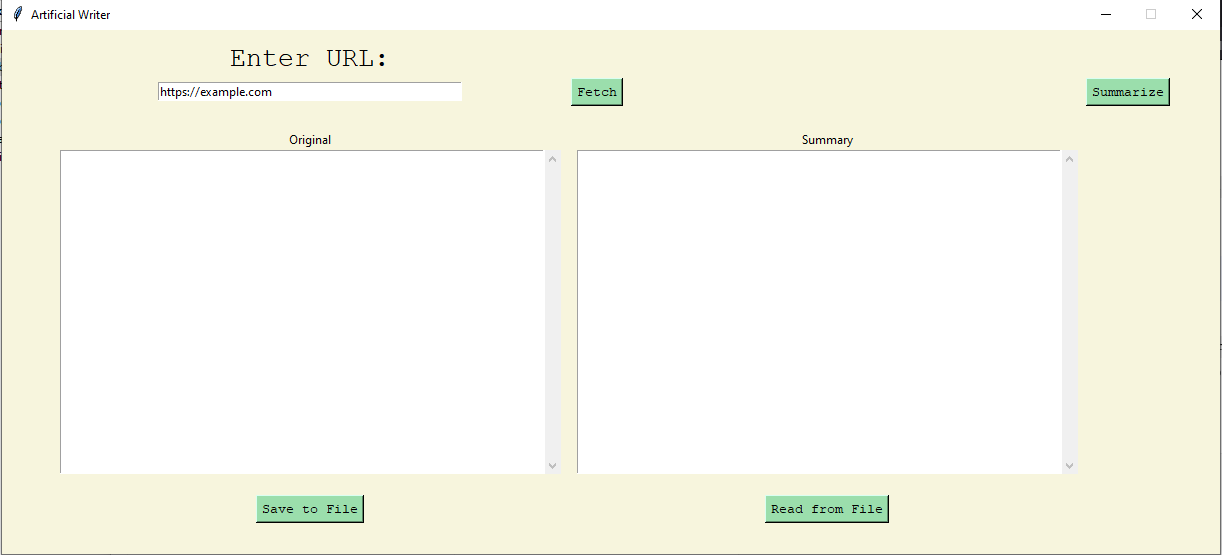 Artificial Writer
Enter URL:
https://example.com
Fetch
Summarize
Original
Summary
Save to File
Read from File